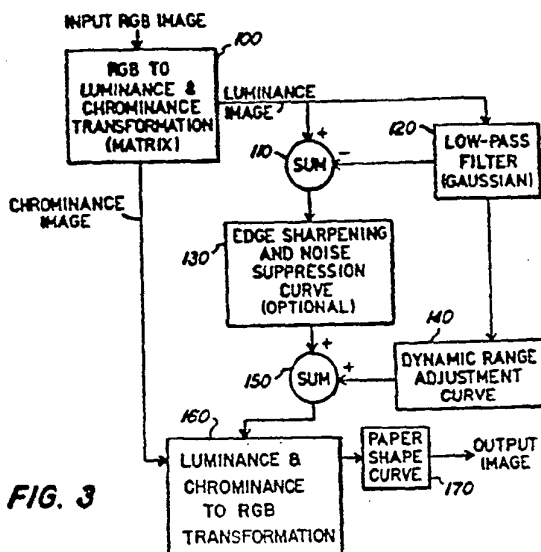 INPUT RGB IMAGE
100
RGB TO
LUMINANCE &
CHROMINANCE
TRANSFORMATION
(MATRIX)
LUMINANCE
IMAGE
+
110
SUM
-
120
LOW-PASS
FILTER
(GAUSSIAN)
CHROMINANCE
IMAGE
130
EDGE SHARPENING
AND NOISE
SUPPRESSION
CURVE
(OPTIONAL)
140
DYNAMIC RANGE
ADJUSTMENT
CURVE
+
150
SUM
+
160
LUMINANCE &
CHROMINANCE
TO RGB
TRANSFORMATION
PAPER
SHAPE
CURVE
170
OUTPUT
IMAGE
FIG. 3